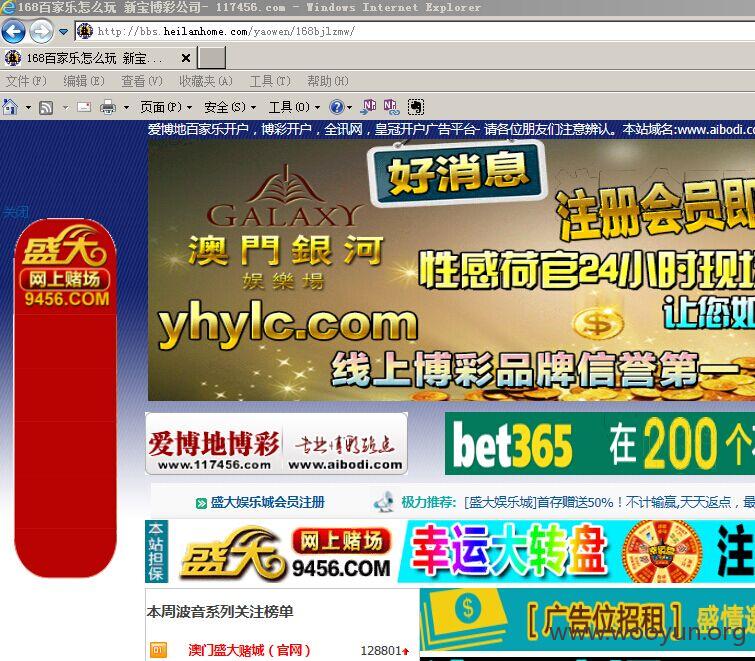 168百家乐怎么玩 新宝博彩公司- 117456.com - Windows Internet Explorer
http://bbs.heilanhome.com/yaowen/168bjlzmw/
168百家乐怎么玩 新宝...
文件(F) 编辑(E) 查看(V) 收藏夹(A) 工具(T) 帮助(H)
页面(P) 安全(S) 工具(O)
爱博地百家乐开户，博彩开户，全讯网，皇冠开户广告平台- 请各位朋友们注意辨认。本站域名:www.aibodi.co
关闭
盛大
网上赌场
9456.COM
好消息
GALAXY
澳門銀河
娱樂場
yhylc.com
注册会员即
性感荷官24小时现场
让您如
线上博彩品牌信誉第一
爱博地博彩
www.117456.com
www.aibodi.com
bet365 在200个
盛大娱乐城会员注册
极力推荐: [盛大娱乐城]首存赠送50%！不计输赢,天天返点，最
本站担保
盛大 网上赌场
9456.COM
幸运大转盘
注
本周波音系列关注榜单
01 澳门盛大赌城（官网） 128801
[ 广告位招租 ] 盛情邀
www.wooyun.org